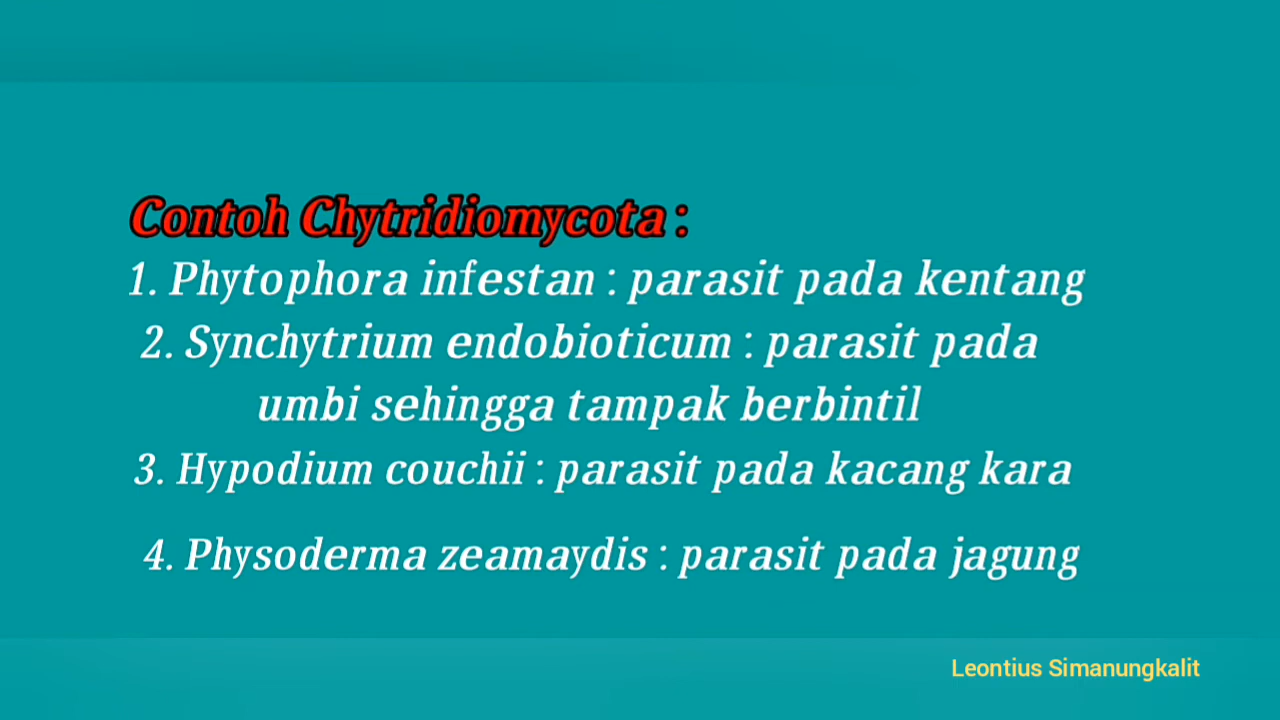 Contoh Chytridiomycota :
1. Phytophora infestan : parasit pada kentang
2. Synchytrium endobioticum : parasit pada
umbi sehingga tampak berbintil
3. Hypodium couchii : parasit pada kacang kara
4. Physoderma zeamaydis : parasit pada jagung
Leontius Simanungkalit